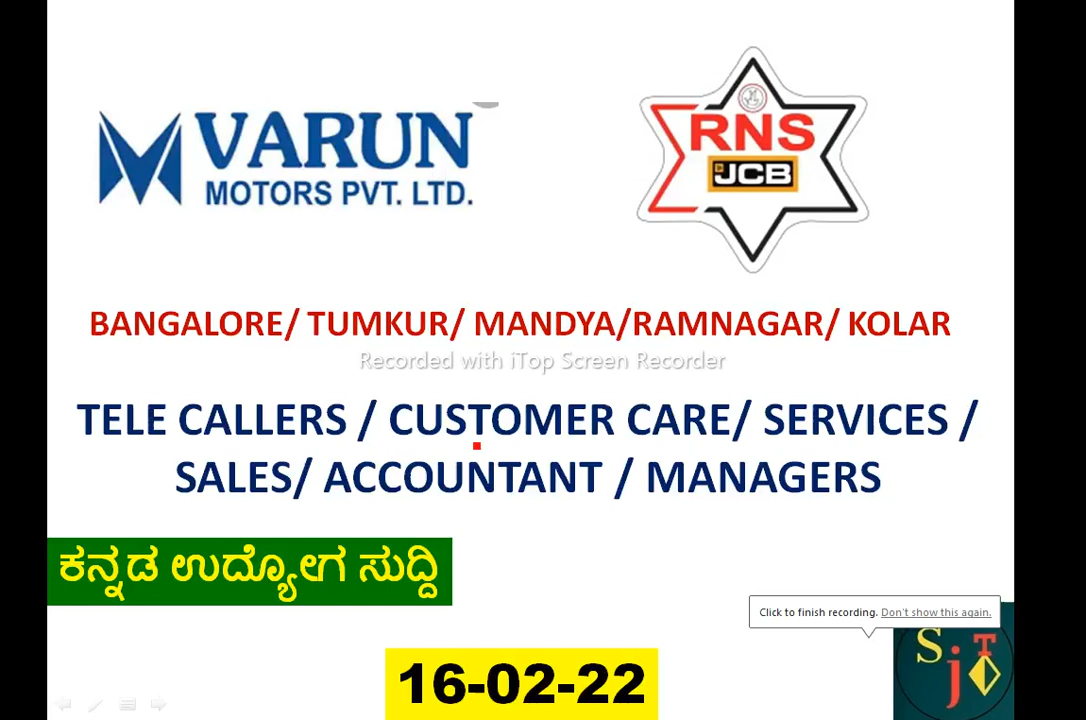 VARUN
MOTORS PVT. LTD.
RNS
JCB
BANGALORE/ TUMKUR/ MANDYA/RAMNAGAR/ KOLAR
Recorded with iTop Screen Recorder
TELE CALLERS / CUSTOMER CARE/ SERVICES /
SALES/ ACCOUNTANT / MANAGERS
ಕನ್ನಡ ಉದ್ಯೋಗ ಸುದ್ದಿ
Click to finish recording. Don't show this again.
SjT
16-02-22